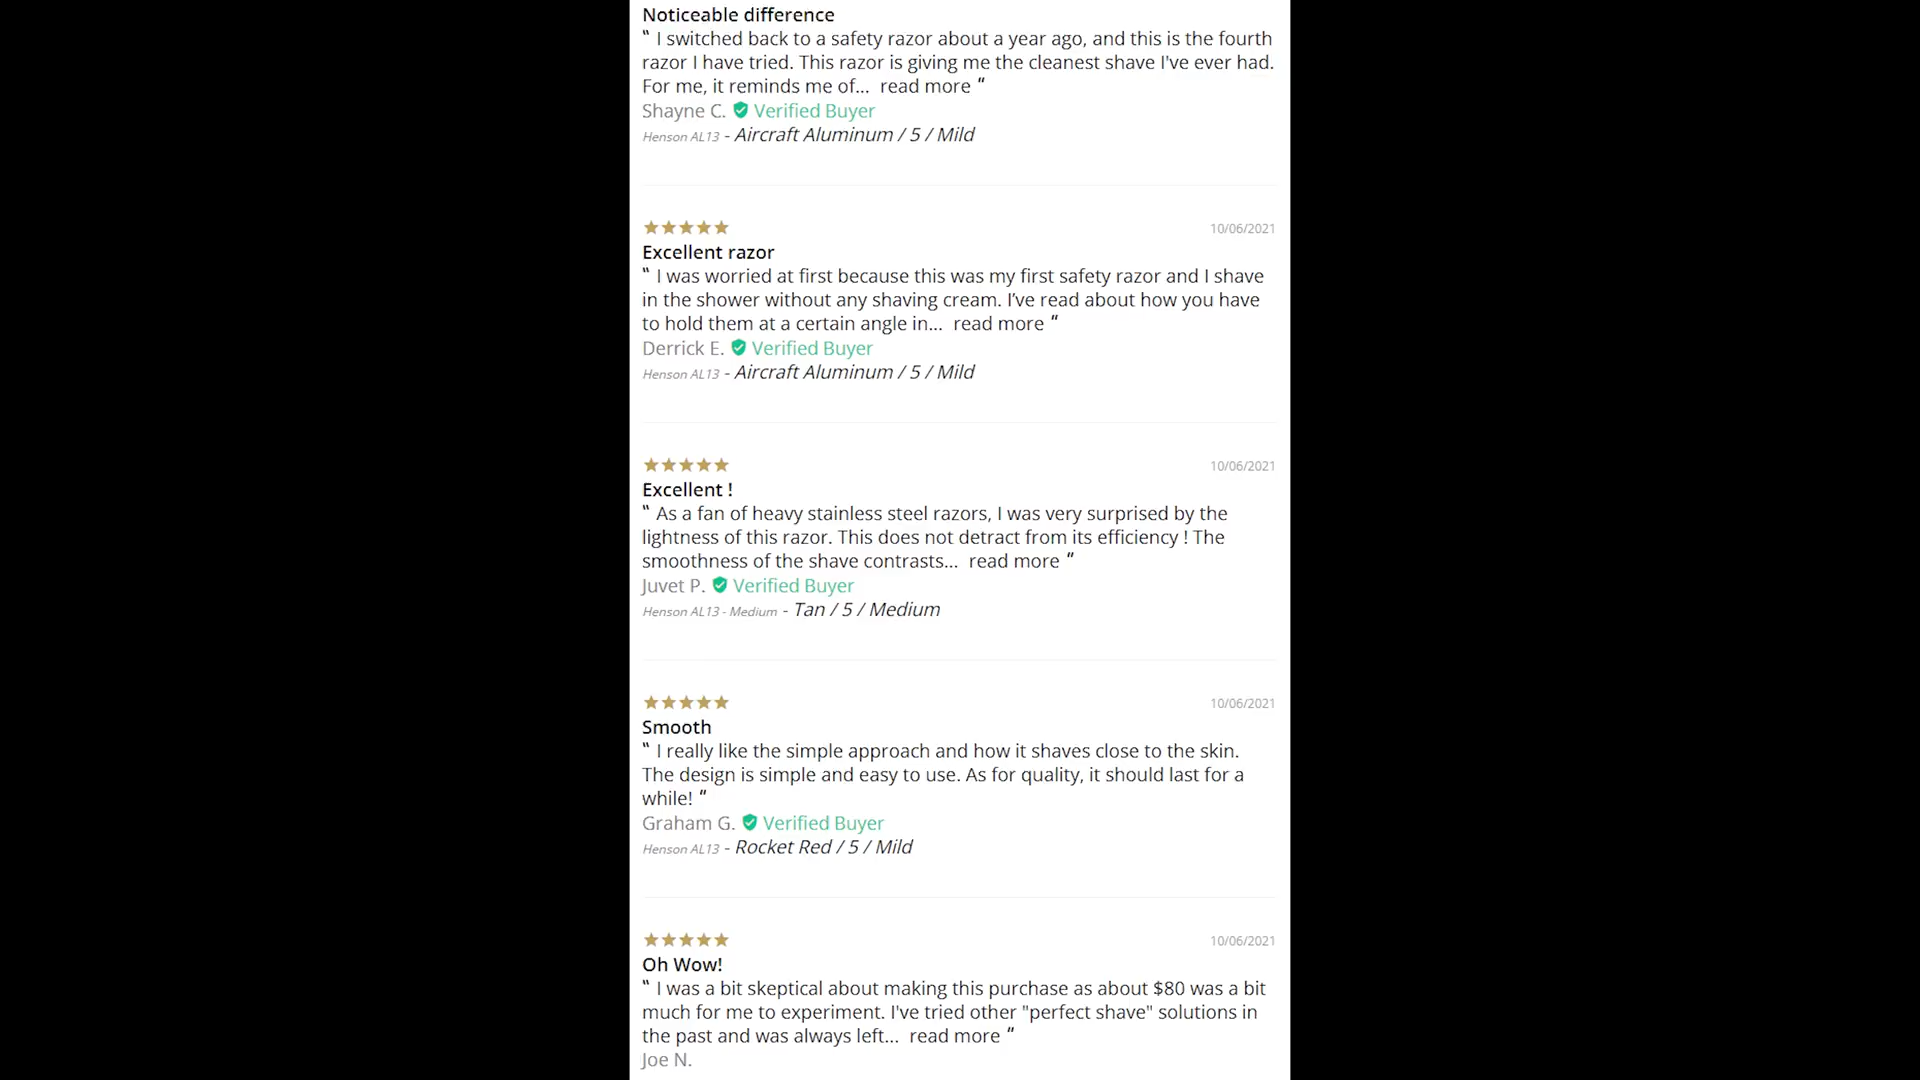 Noticeable difference
“ I switched back to a safety razor about a year ago, and this is the fourth
razor I have tried. This razor is giving me the cleanest shave I've ever had.
For me, it reminds me of... read more “
Shayne C. Verified Buyer
Henson AL13 - Aircraft Aluminum / 5 / Mild
10/06/2021
Excellent razor
“ I was worried at first because this was my first safety razor and I shave
in the shower without any shaving cream. I’ve read about how you have
to hold them at a certain angle in... read more “
Derrick E. Verified Buyer
Henson AL13 - Aircraft Aluminum / 5 / Mild
10/06/2021
Excellent !
“ As a fan of heavy stainless steel razors, I was very surprised by the
lightness of this razor. This does not detract from its efficiency ! The
smoothness of the shave contrasts... read more “
Juvet P. Verified Buyer
Henson AL13 - Medium - Tan / 5 / Medium
10/06/2021
Smooth
“ I really like the simple approach and how it shaves close to the skin.
The design is simple and easy to use. As for quality, it should last for a
while! “
Graham G. Verified Buyer
Henson AL13 - Rocket Red / 5 / Mild
10/06/2021
Oh Wow!
“ I was a bit skeptical about making this purchase as about $80 was a bit
much for me to experiment. I've tried other "perfect shave" solutions in
the past and was always left... read more “
Joe N.